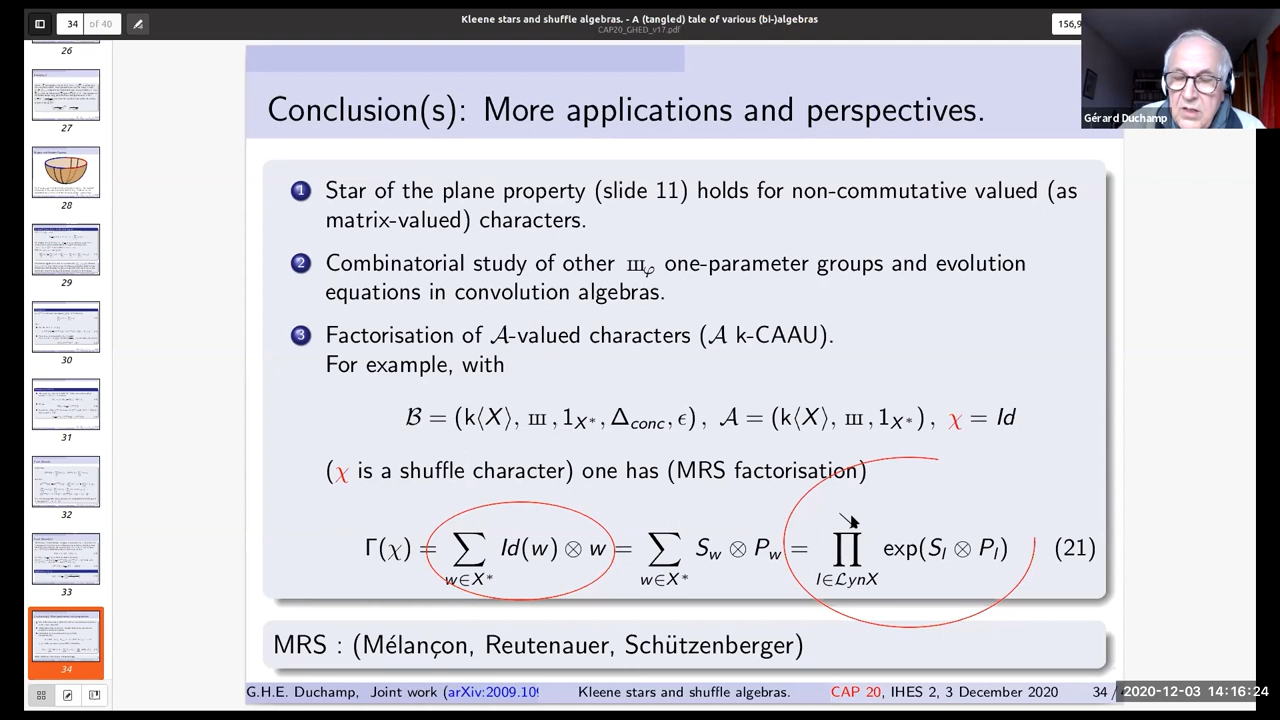 Kleene stars and shuffle algebras. - A (tangled) tale of various (bi-)algebras
CAP20_GHED_v17.pdf
34 of 40
156,9
Gérard Duchamp
26
27
28
29
30
31
32
33
34
Conclusion(s). More applications and perspectives.
1 Star of the plane property (slide 11) holds for non-commutative valued (as
matrix-valued) characters.
2 Combinatorial study of other ш_φ one-parameter groups and evolution
equations in convolution algebras.
3 Factorisation of 𝒜-valued characters (𝒜 k-CAAU).
For example, with
ℬ = (k⟨X⟩, ш, 1_{X*}, Δ_conc, ϵ), 𝒜 = (k⟨X⟩, ш, 1_{X*}), χ = Id
(χ is a shuffle character) one has (MRS factorisation)
Γ(χ) = ∑_{w∈X*} Id(w) ⊗ w = ∑_{w∈X*} S_w ⊗ P_w = ∏_{l∈ℒynX} exp(S_l ⊗ P_l) (21)
MRS : (Mélançon, Reutenauer, Schützenberger)
G.H.E. Duchamp, Joint work (arXiv:2009.109 Kleene stars and shuffle algebras. CAP 20, IHES 2, 3 December 2020 34 /
2020-12-03 14:16:24